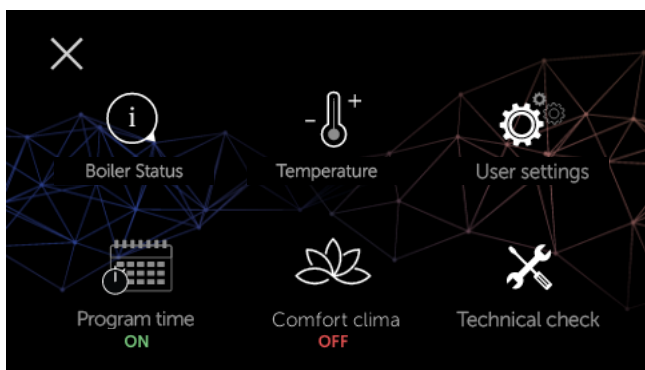 i
Boiler Status
Temperature
User settings
Program time
ON
Comfort clima
OFF
Technical check